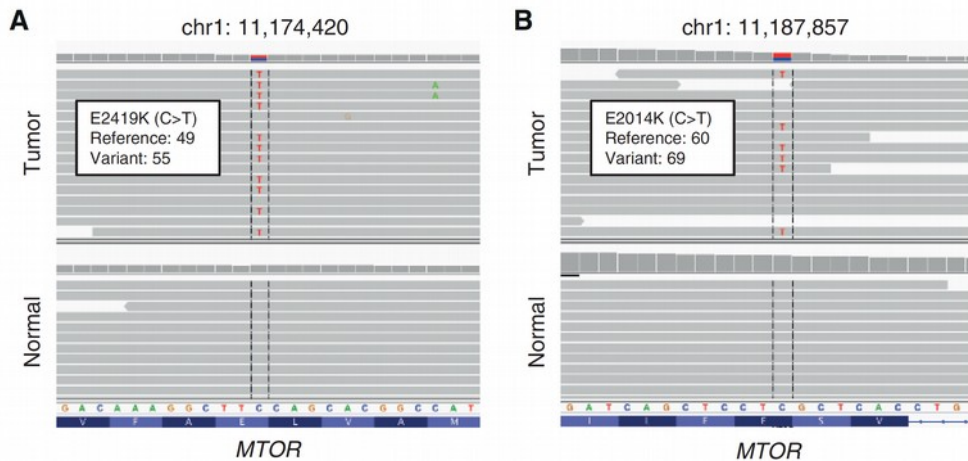 A
chr1: 11,174,420
Tumor
T
T A
T A
T
G
T
T
T
T
T
T
T
E2419K (C>T)
Reference: 49
Variant: 55
Normal
G A C A A A G G C T T C C A G C A C G G C C A T
V F A E L V A M
MTOR
B
chr1: 11,187,857
Tumor
T
T
T
T
T
T
E2014K (C>T)
Reference: 60
Variant: 69
Normal
G A T C A G C T C C T C G C T C A C C T G
S V
MTOR